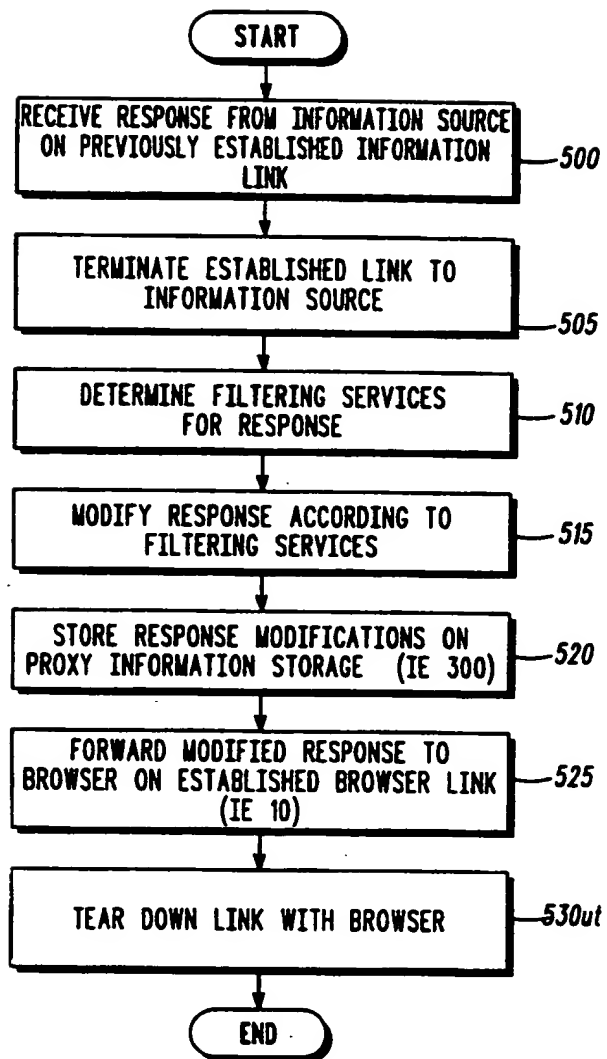 START
RECEIVE RESPONSE FROM INFORMATION SOURCE
ON PREVIOUSLY ESTABLISHED INFORMATION
LINK
500
TERMINATE ESTABLISHED LINK TO
INFORMATION SOURCE
505
DETERMINE FILTERING SERVICES
FOR RESPONSE
510
MODIFY RESPONSE ACCORDING TO
FILTERING SERVICES
515
STORE RESPONSE MODIFICATIONS ON
PROXY INFORMATION STORAGE (IE 300)
520
FORWARD MODIFIED RESPONSE TO
BROWSER ON ESTABLISHED BROWSER LINK
(IE 10)
525
TEAR DOWN LINK WITH BROWSER
530ut
END